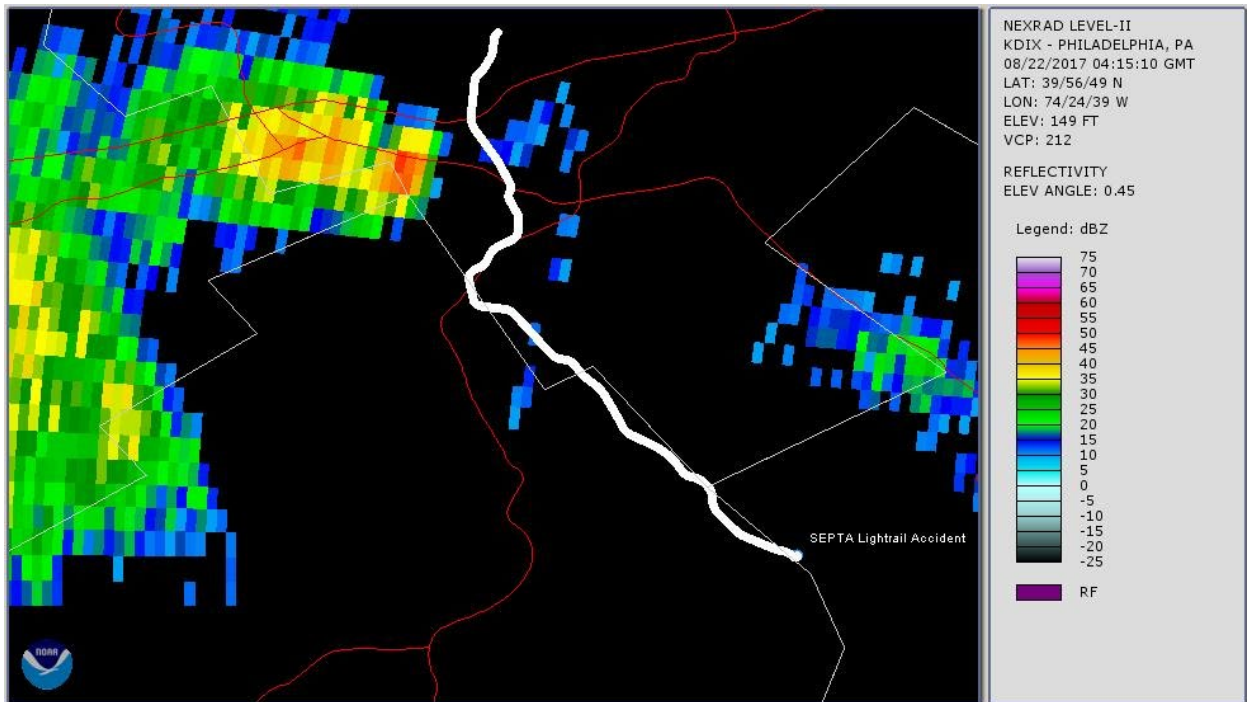 NEXRAD LEVEL-II
KDIX - PHILADELPHIA, PA
08/22/2017 04:15:10 GMT
LAT: 39/56/49 N
LON: 74/24/39 W
ELEV: 149 FT
VCP: 212
REFLECTIVITY
ELEV ANGLE: 0.45
Legend: dBZ
75
70
65
60
55
50
45
40
35
30
25
20
15
10
5
0
-5
-10
-15
-20
-25
RF
SEPTA Lightrail Accident
NOAA